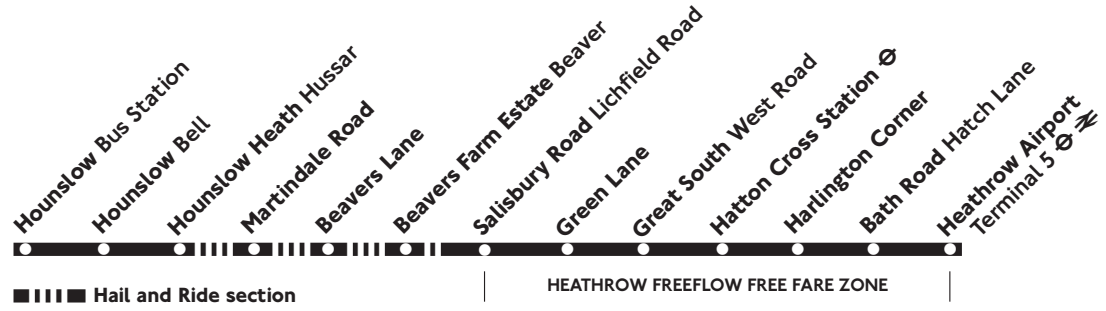 Hounslow Bus Station
Hounslow Bell
Hounslow Heath Hussar
Martindale Road
Beavers Lane
Beavers Farm Estate Beaver
Salisbury Road Lichfield Road
Green Lane
Great South West Road
Hatton Cross Station
Harlington Corner
Bath Road Hatch Lane
Heathrow Airport
Terminal 5
HEATHROW FREEFLOW FREE FARE ZONE
Hail and Ride section